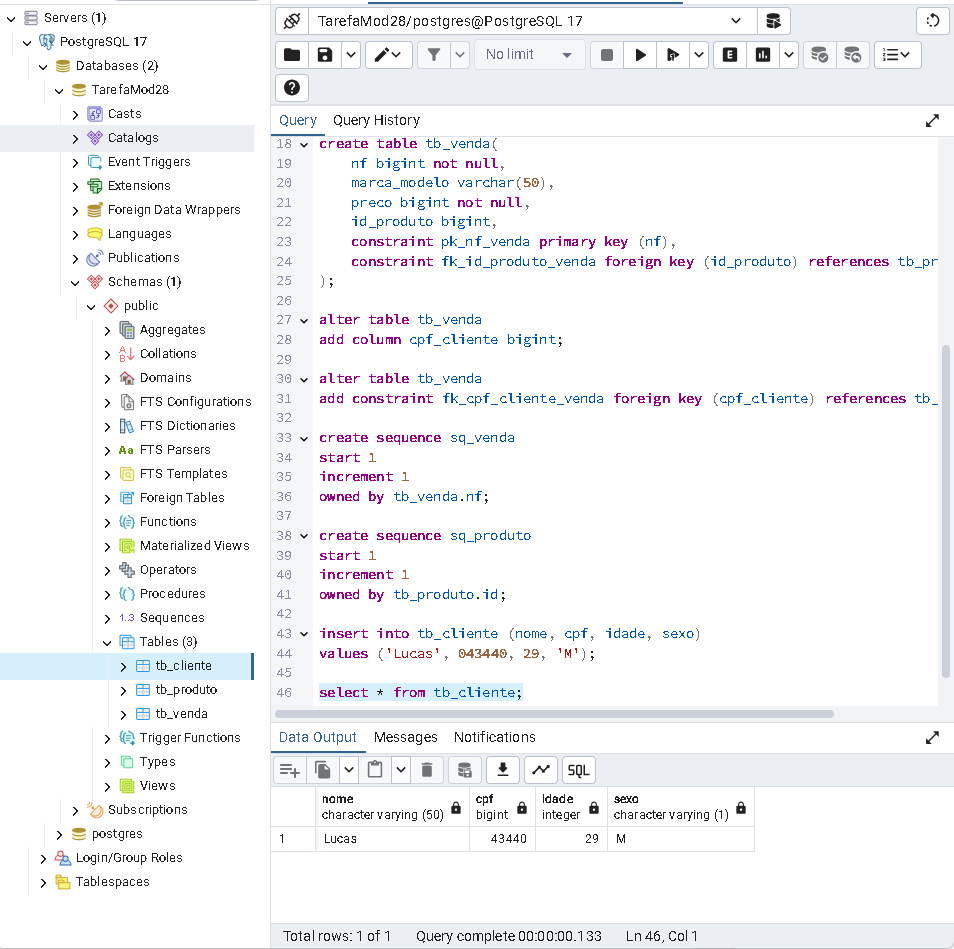 Servers (1)
PostgreSQL 17
Databases (2)
TarefaMod28
Casts
Catalogs
Event Triggers
Extensions
Foreign Data Wrappers
Languages
Publications
Schemas (1)
public
Aggregates
Collations
Domains
FTS Configurations
FTS Dictionaries
Aa FTS Parsers
FTS Templates
Foreign Tables
Functions
Materialized Views
Operators
Procedures
1.3 Sequences
Tables (3)
tb_cliente
tb_produto
tb_venda
Trigger Functions
Types
Views
Subscriptions
postgres
Login/Group Roles
Tablespaces
TarefaMod28/postgres@PostgreSQL 17
No limit
E
Query Query History
18 create table tb_venda(
19 nf bigint not null,
20 marca_modelo varchar(50),
21 preco bigint not null,
22 id_produto bigint,
23 constraint pk_nf_venda primary key (nf),
24 constraint fk_id_produto_venda foreign key (id_produto) references tb_pr
25 );
26
27 alter table tb_venda
28 add column cpf_cliente bigint;
29
30 alter table tb_venda
31 add constraint fk_cpf_cliente_venda foreign key (cpf_cliente) references tb_
32
33 create sequence sq_venda
34 start 1
35 increment 1
36 owned by tb_venda.nf;
37
38 create sequence sq_produto
39 start 1
40 increment 1
41 owned by tb_produto.id;
42
43 insert into tb_cliente (nome, cpf, idade, sexo)
44 values ('Lucas', 043440, 29, 'M');
45
46 select * from tb_cliente;
Data Output Messages Notifications
SQL
nome cpf idade sexo
character varying (50) bigint integer character varying (1)
1 Lucas 43440 29 M
Total rows: 1 of 1 Query complete 00:00:00.133 Ln 46, Col 1